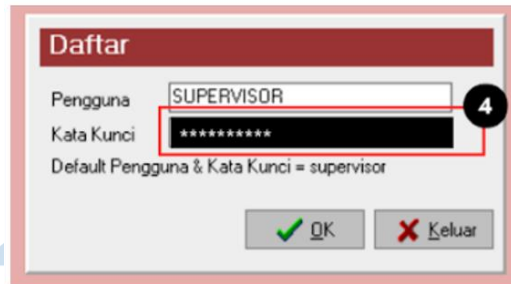 Daftar
Pengguna SUPERVISOR
4
Kata Kunci **********
Default Pengguna & Kata Kunci = supervisor
OK Keluar